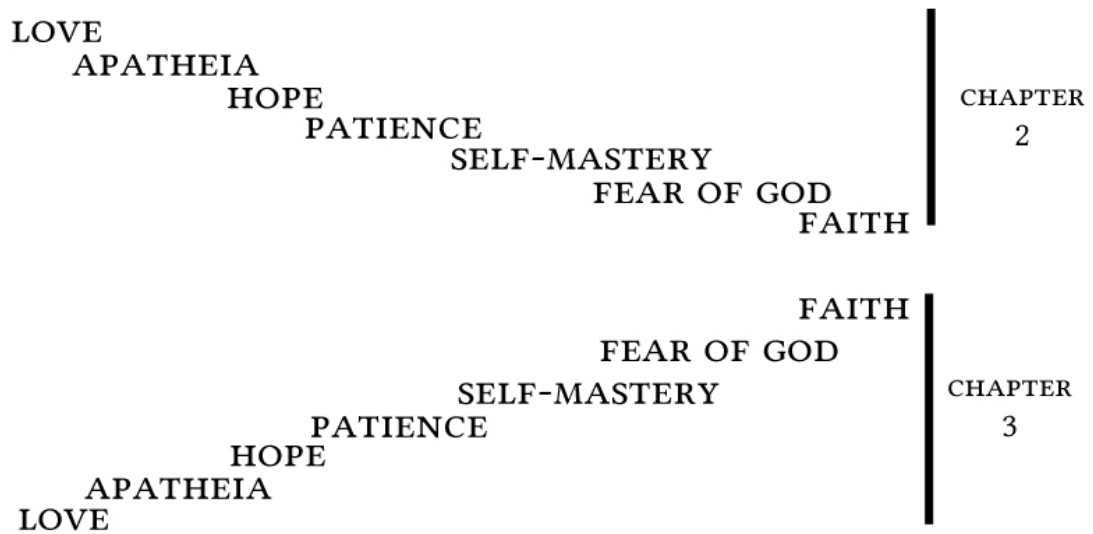 LOVE
APATHEIA
HOPE
PATIENCE
SELF-MASTERY
FEAR OF GOD
FAITH
CHAPTER
2
FAITH
FEAR OF GOD
SELF-MASTERY
PATIENCE
HOPE
APATHEIA
LOVE
CHAPTER
3